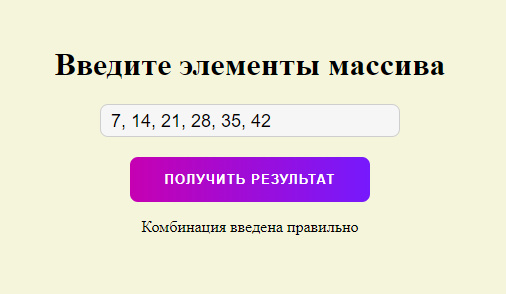 Введите элементы массива
7, 14, 21, 28, 35, 42
ПОЛУЧИТЬ РЕЗУЛЬТАТ
Комбинация введена правильно